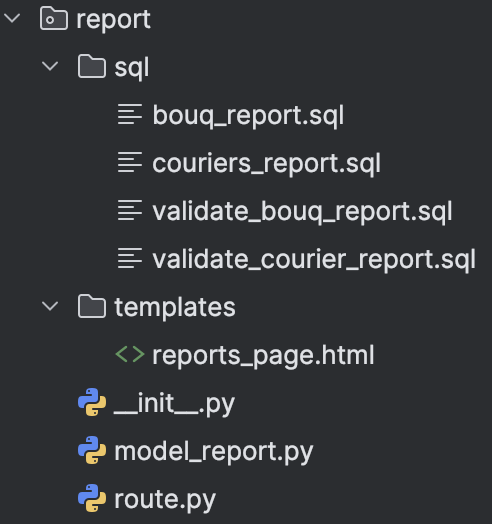 report
sql
bouq_report.sql
couriers_report.sql
validate_bouq_report.sql
validate_courier_report.sql
templates
reports_page.html
__init__.py
model_report.py
route.py